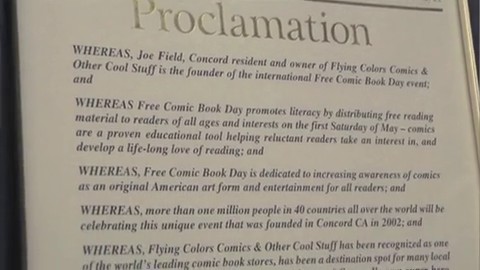 Proclamation
WHEREAS, Joe Field, Concord resident and owner of Flying Colors Comics &
Other Cool Stuff is the founder of the international Free Comic Book Day event;
and
WHEREAS Free Comic Book Day promotes literacy by distributing free reading
material to readers of all ages and interests on the first Saturday of May – comics
are a proven educational tool helping reluctant readers take an interest in, and
develop a life-long love of reading; and
WHEREAS, Free Comic Book Day is dedicated to increasing awareness of comics
as an original American art form and entertainment for all readers; and
WHEREAS, more than one million people in 40 countries all over the world will be
celebrating this unique event that was founded in Concord CA in 2002; and
WHEREAS, Flying Colors Comics & Other Cool Stuff has been recognized as one
of the world's leading comic book stores, has been a destination spot for many local